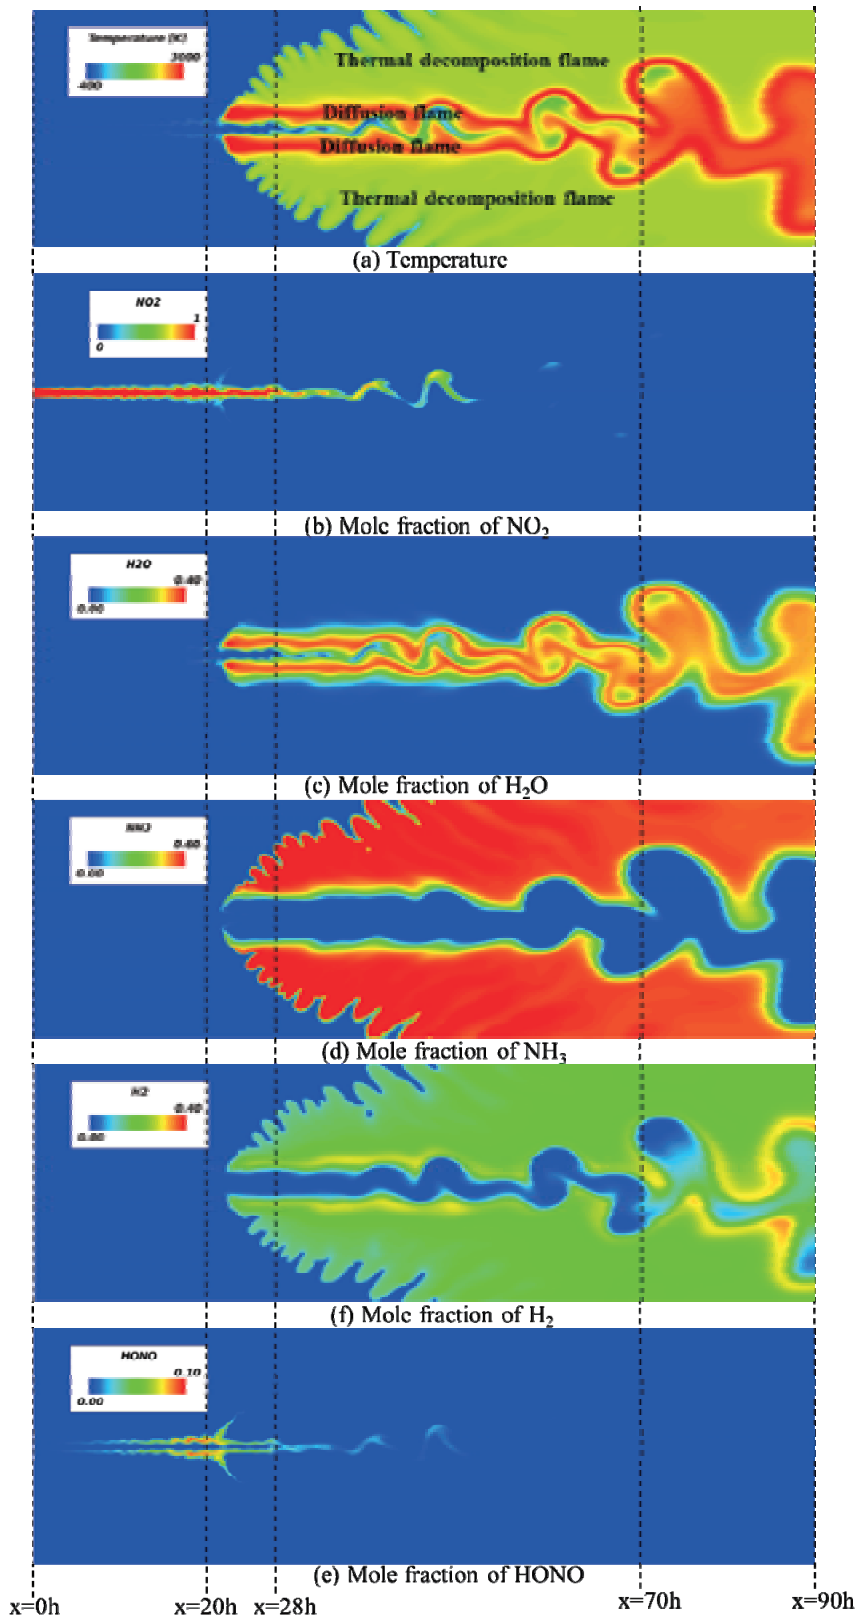 Temperature [K]
3000
400
Thermal decomposition flame
Diffusion flame
Diffusion flame
Thermal decomposition flame
(a) Temperature
NO2
1
0
(b) Mole fraction of NO2
H2O
0.40
0.00
(c) Mole fraction of H2O
NH3
0.60
0.00
(d) Mole fraction of NH3
H2
0.40
0.00
(f) Mole fraction of H2
HONO
0.10
0.00
(e) Mole fraction of HONO
x=0h x=20h x=28h x=70h x=90h